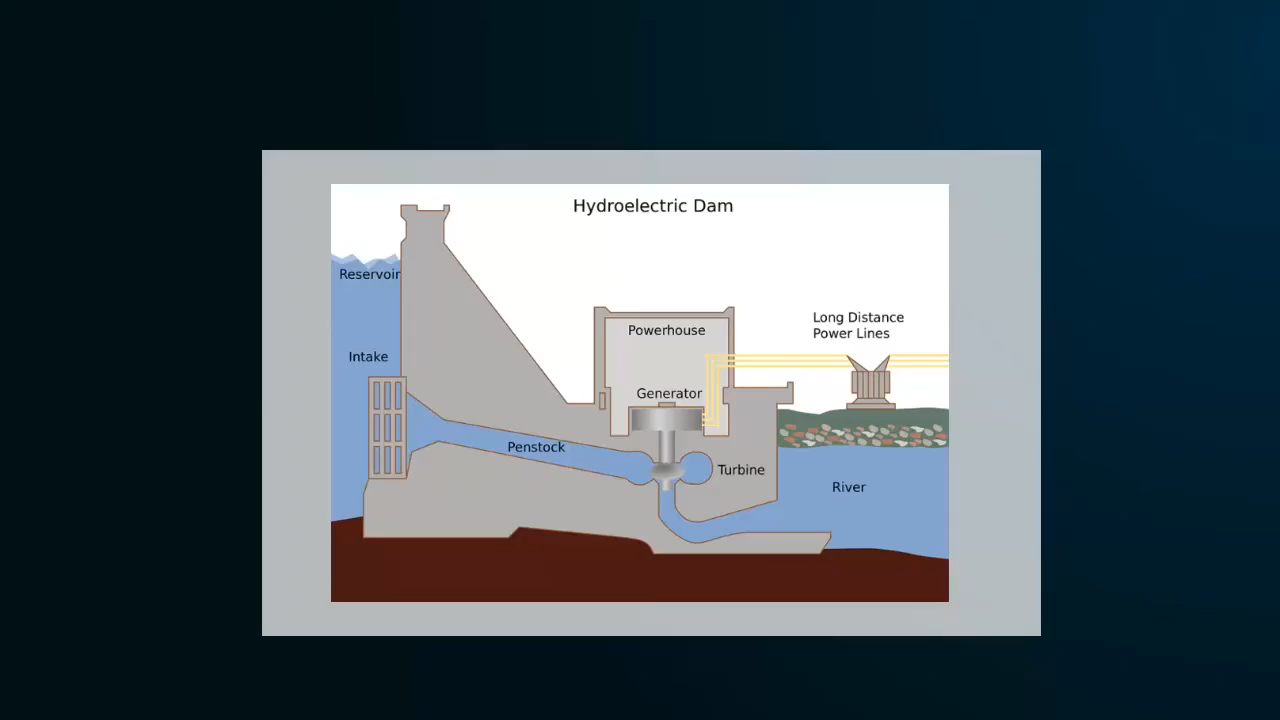 Hydroelectric Dam
Reservoir
Long Distance
Power Lines
Powerhouse
Intake
Generator
Penstock
Turbine
River